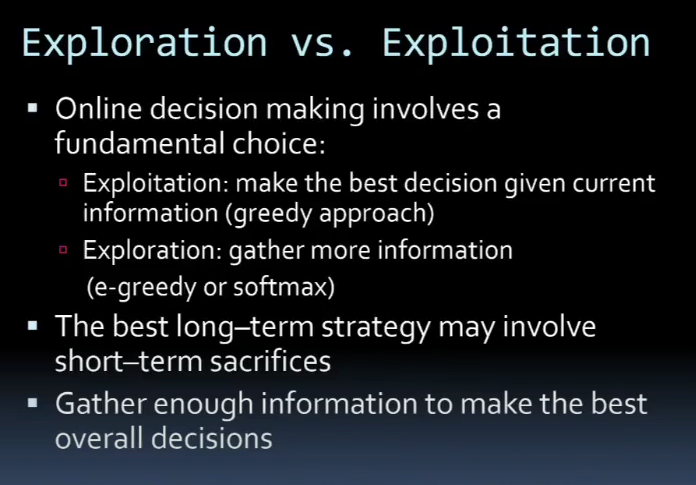 Exploration vs. Exploitation
▪ Online decision making involves a
fundamental choice:
▫ Exploitation: make the best decision given current
information (greedy approach)
▫ Exploration: gather more information
(e-greedy or softmax)
▪ The best long–term strategy may involve
short–term sacrifices
▪ Gather enough information to make the best
overall decisions